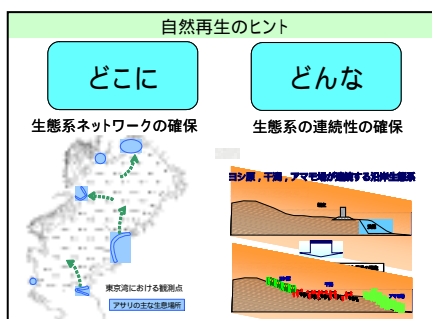 自然再生のヒント
どこに
どんな
生態系ネットワークの確保
生態系の連続性の確保
ヨシ原，干潟，アマモ場が連続する沿岸生態系
東京湾における観測点
アサリの主な生息場所